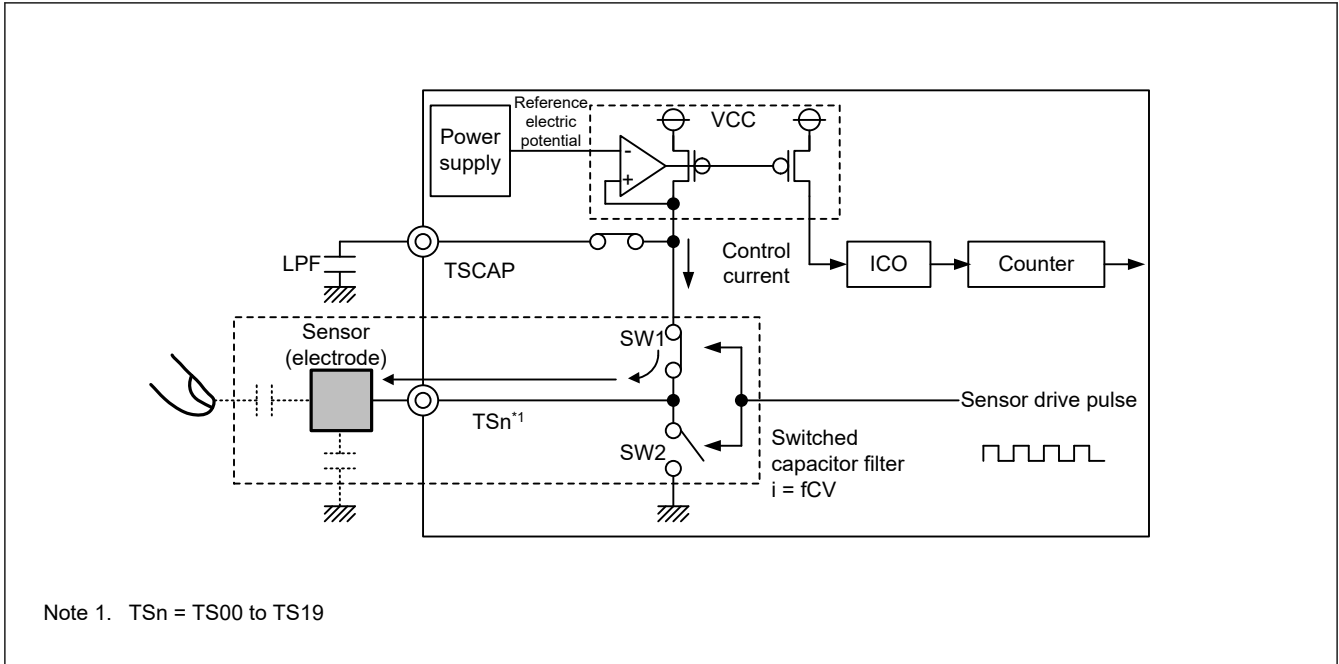 Reference
electric
potential
Power
supply
VCC
-
+
LPF
TSCAP
Control
current
ICO
Counter
Sensor
(electrode)
SW1
TSn*1
Sensor drive pulse
SW2
Switched
capacitor filter
i = fCV
Note 1. TSn = TS00 to TS19